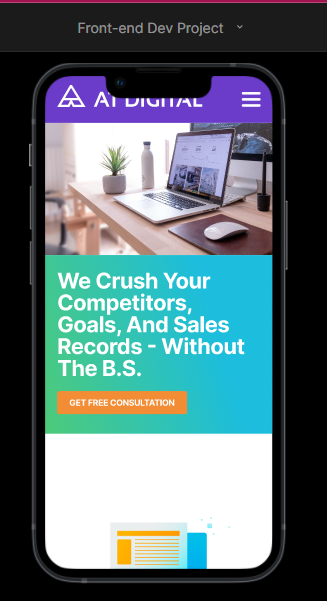 Front-end Dev Project
AT DIGITAL
We Crush Your
Competitors,
Goals, And Sales
Records - Without
The B.S.
GET FREE CONSULTATION